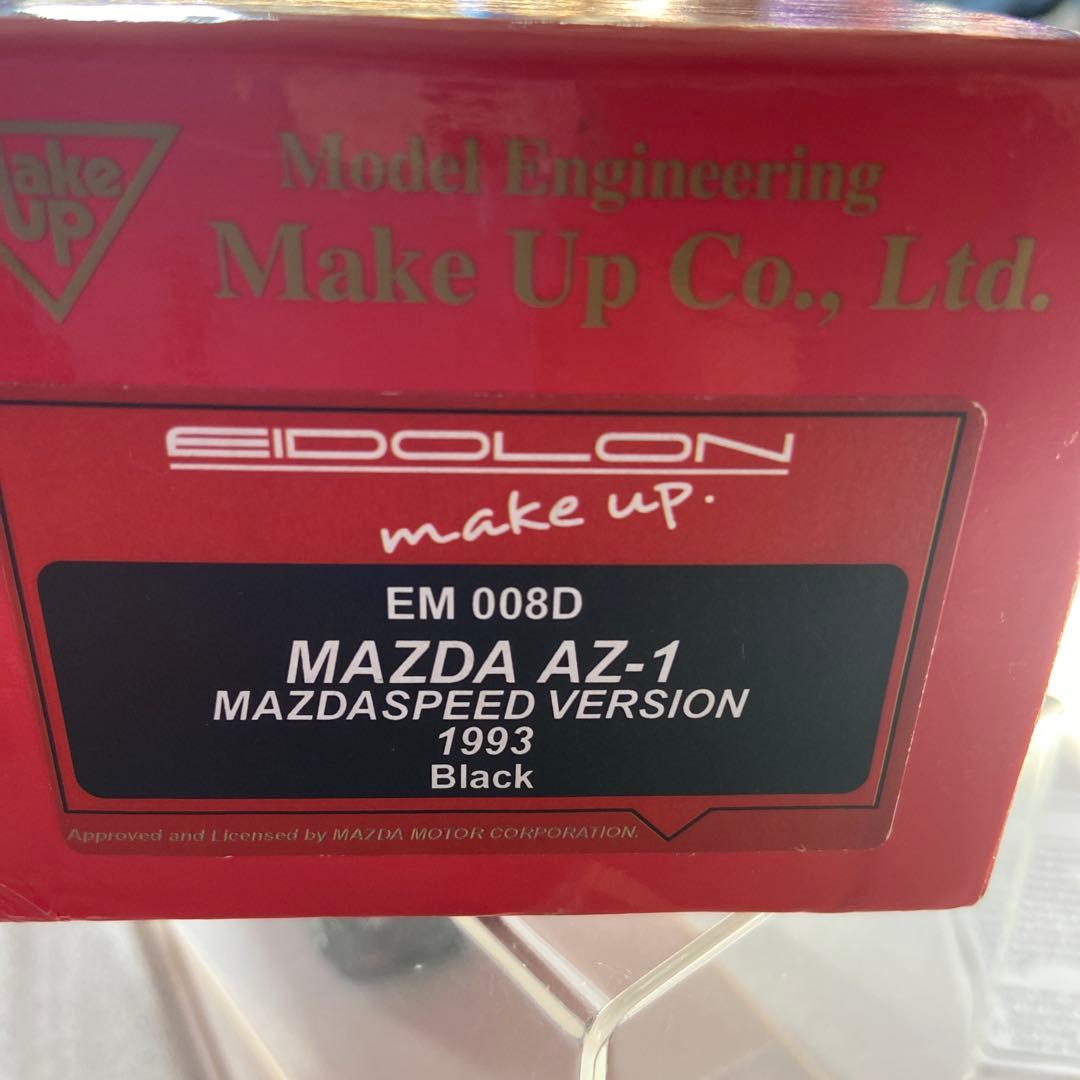 Make
Up
Model Engineering
Make Up Co., Ltd.
EIDOLON
make up.
EM 008D
MAZDA AZ-1
MAZDASPEED VERSION
1993
Black
Approved and Licensed by MAZDA MOTOR CORPORATION.